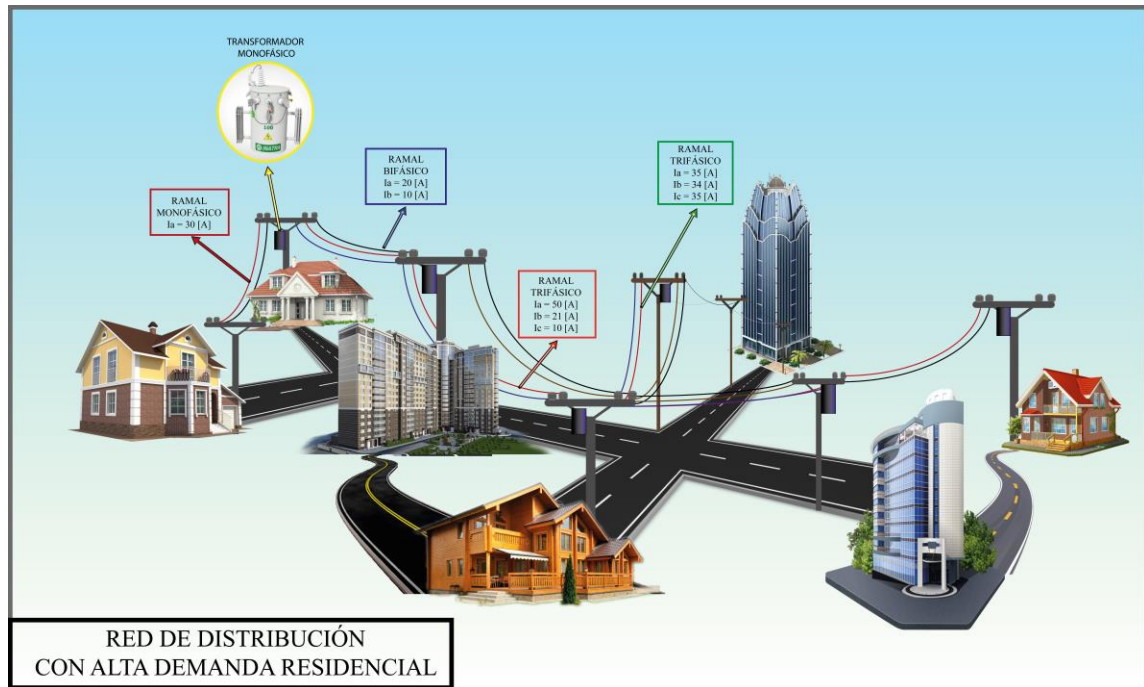 TRANSFORMADOR
MONOFÁSICO
100
RAMAL
MONOFÁSICO
Ia = 30 [A]
RAMAL
BIFÁSICO
Ia = 20 [A]
Ib = 10 [A]
RAMAL
TRIFÁSICO
Ia = 50 [A]
Ib = 21 [A]
Ic = 10 [A]
RAMAL
TRIFÁSICO
Ia = 35 [A]
Ib = 34 [A]
Ic = 35 [A]
RED DE DISTRIBUCIÓN
CON ALTA DEMANDA RESIDENCIAL